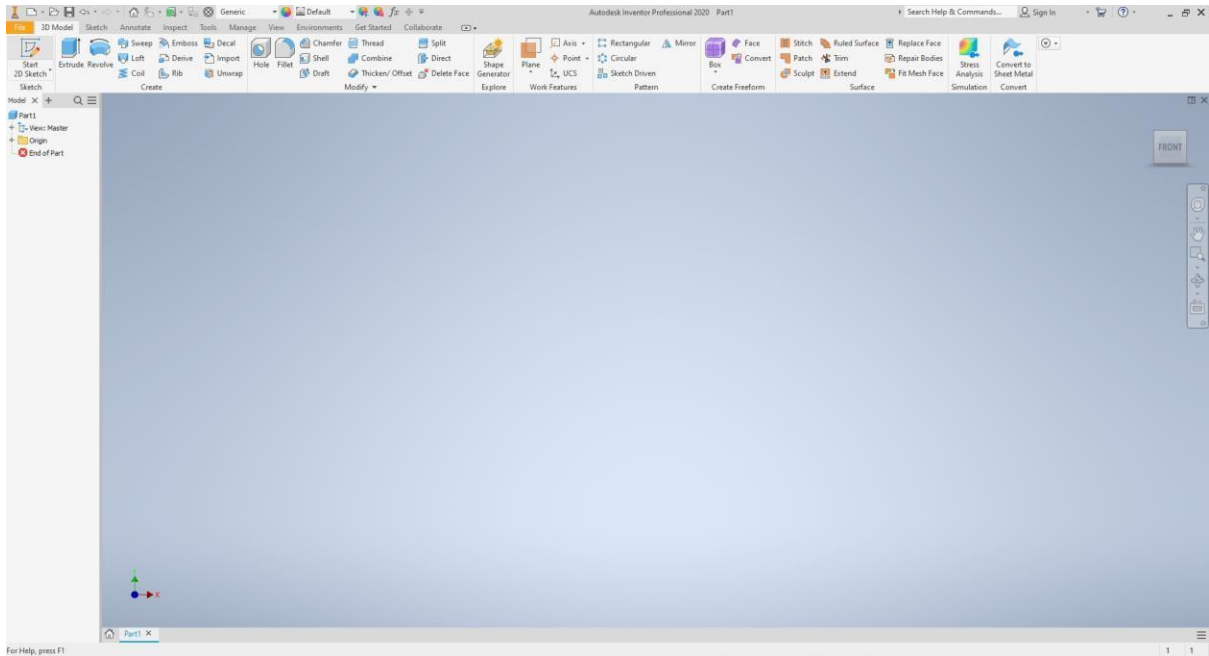 Generic Default fx Autodesk Inventor Professional 2020 Part1 Search Help & Commands... Sign In
File 3D Model Sketch Annotate Inspect Tools Manage View Environments Get Started Collaborate
Start 2D Sketch Extrude Revolve Sweep Emboss Decal Hole Fillet Chamfer Thread Split Shape Generator Plane Axis Rectangular Mirror Box Face Stitch Ruled Surface Replace Face Stress Analysis Convert to Sheet Metal
Loft Derive Import Shell Combine Direct Point Circular Convert Patch Trim Repair Bodies
Coil Rib Unwrap Draft Thicken/ Offset Delete Face UCS Sketch Driven Sculpt Extend Fit Mesh Face
Sketch Create Modify Explore Work Features Pattern Create Freeform Surface Simulation Convert
Model
Part1
View: Master
Origin
End of Part
FRONT
Y
X
Part1
For Help, press F1 1 1